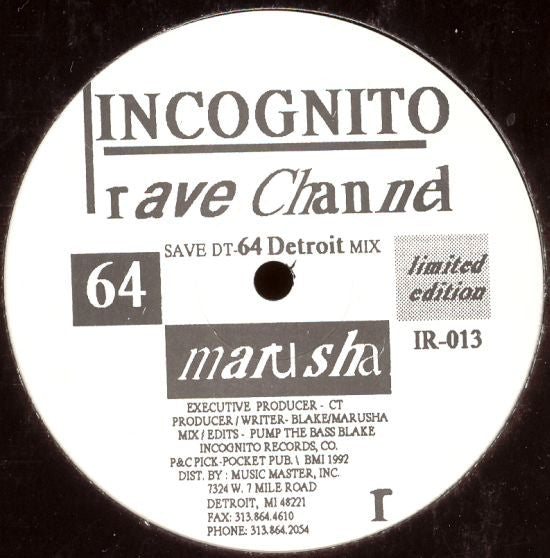 INCOGNITO
rave Channel
SAVE DT-64 Detroit MIX
64
limited
edition
IR-013
marusha
EXECUTIVE PRODUCER - CT
PRODUCER / WRITER- BLAKE/MARUSHA
MIX / EDITS - PUMP THE BASS BLAKE
INCOGNITO RECORDS, CO.
P&C PICK-POCKET PUB. \ BMI 1992
DIST. BY : MUSIC MASTER, INC.
7324 W. 7 MILE ROAD
DETROIT, MI 48221
FAX: 313.864.4610
PHONE: 313.864.2054
r